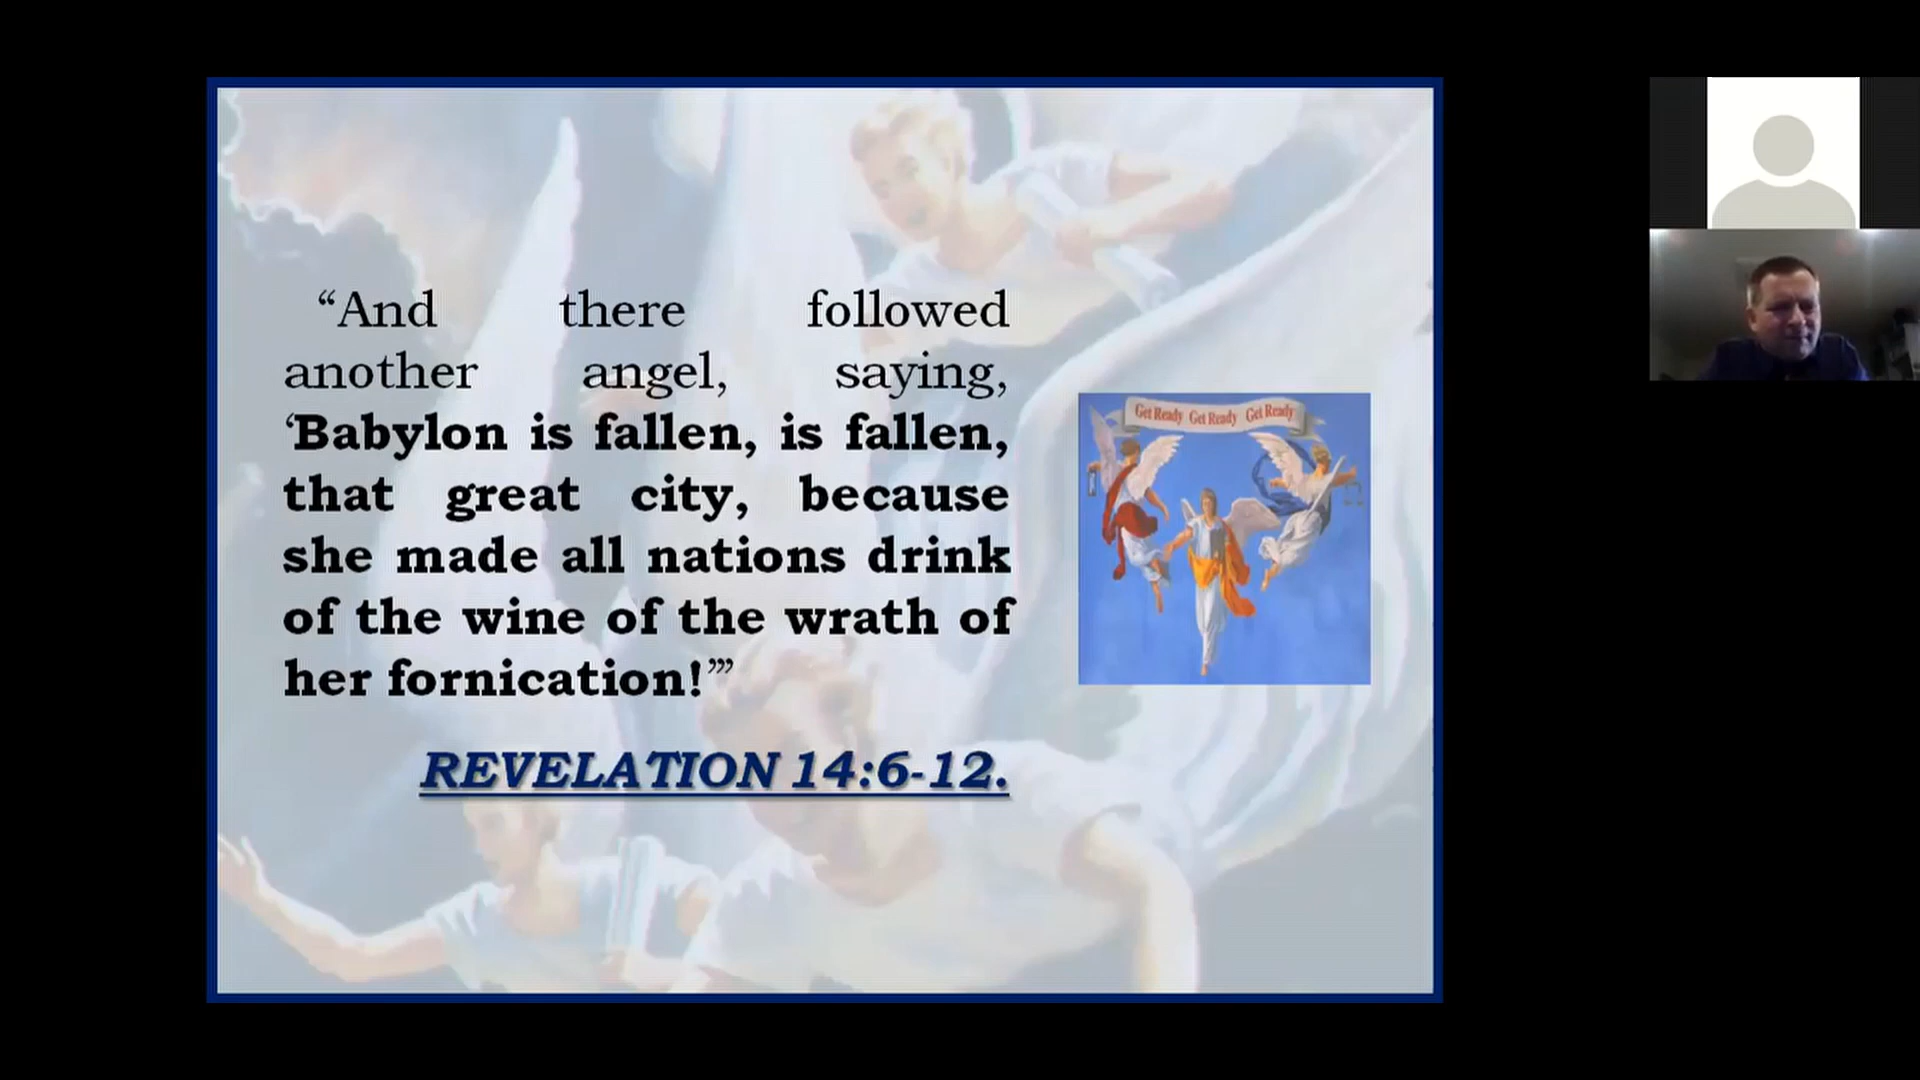 “And there followed
another angel, saying,
‘Babylon is fallen, is fallen,
that great city, because
she made all nations drink
of the wine of the wrath of
her fornication!’”
REVELATION 14:6-12.
Get Ready Get Ready Get Ready